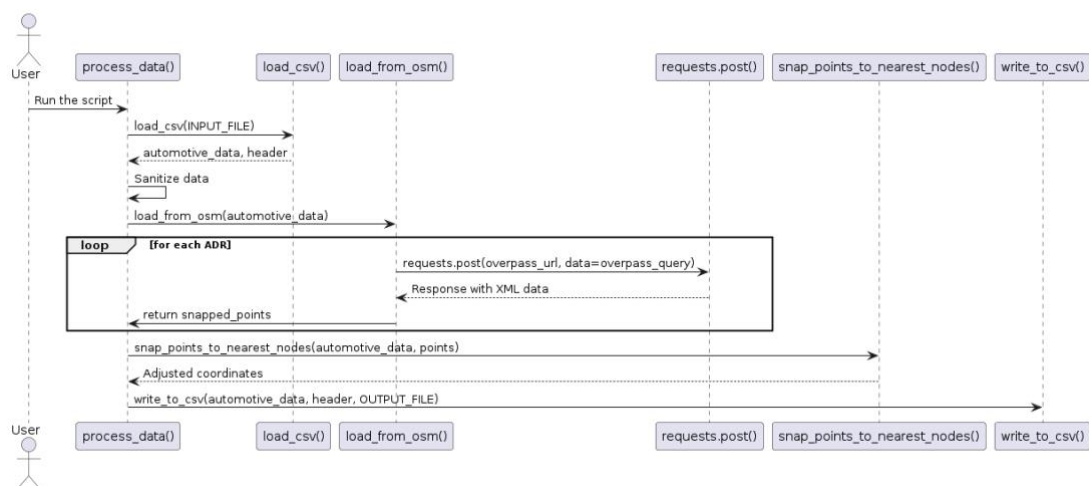 User
process_data()
load_csv()
load_from_osm()
requests.post()
snap_points_to_nearest_nodes()
write_to_csv()
Run the script
load_csv(INPUT_FILE)
automotive_data, header
Sanitize data
load_from_osm(automotive_data)
loop
[for each ADR]
requests.post(overpass_url, data=overpass_query)
Response with XML data
return snapped_points
snap_points_to_nearest_nodes(automotive_data, points)
Adjusted coordinates
write_to_csv(automotive_data, header, OUTPUT_FILE)
User
process_data()
load_csv()
load_from_osm()
requests.post()
snap_points_to_nearest_nodes()
write_to_csv()